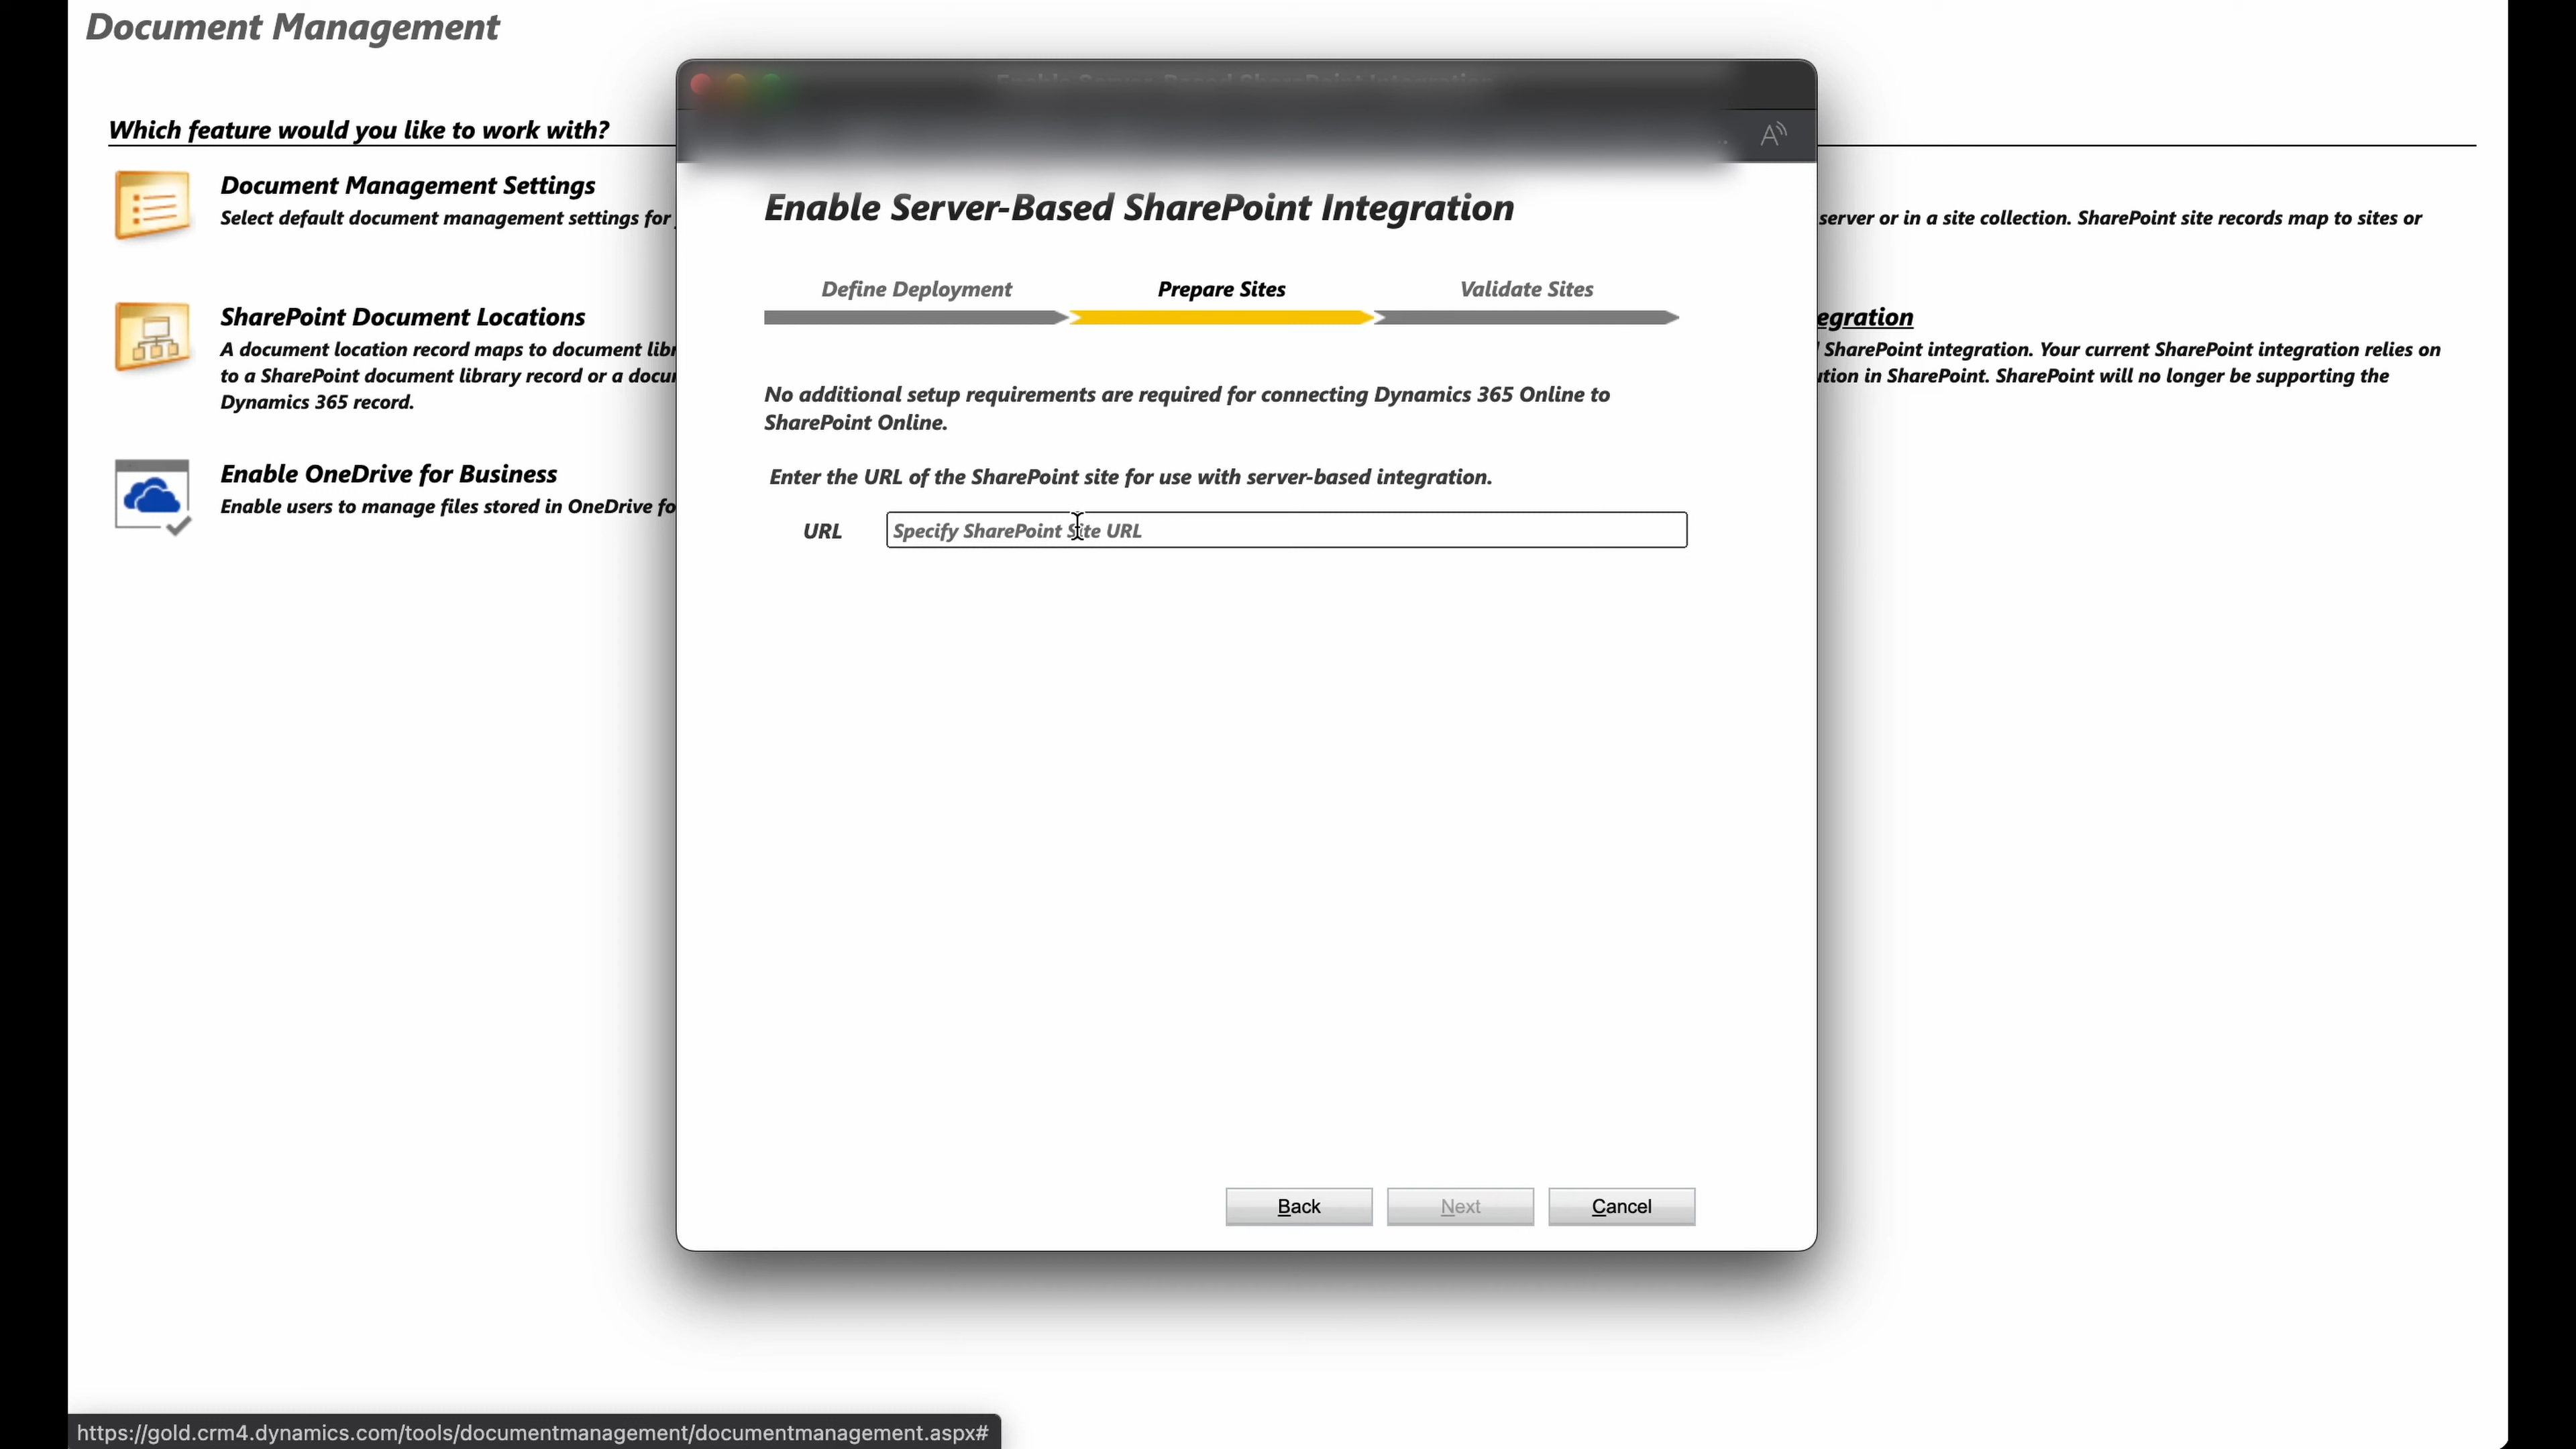 Document Management
Which feature would you like to work with?
Document Management Settings
Select default document management settings for
SharePoint Document Locations
A document location record maps to document
to a SharePoint document library record or a
Dynamics 365 record.
Enable OneDrive for Business
Enable users to manage files stored in OneDrive
server or in a site collection. SharePoint site records map to sites or
SharePoint integration. Your current SharePoint integration relies on
in SharePoint. SharePoint will no longer be supporting the
Enable Server-Based SharePoint Integration
Enable Server-Based SharePoint Integration
Define Deployment
Prepare Sites
Validate Sites
No additional setup requirements are required for connecting Dynamics 365 Online to
SharePoint Online.
Enter the URL of the SharePoint site for use with server-based integration.
URL
Specify SharePoint Site URL
Back
Next
Cancel
https://gold.crm4.dynamics.com/tools/documentmanagement/documentmanagement.aspx#